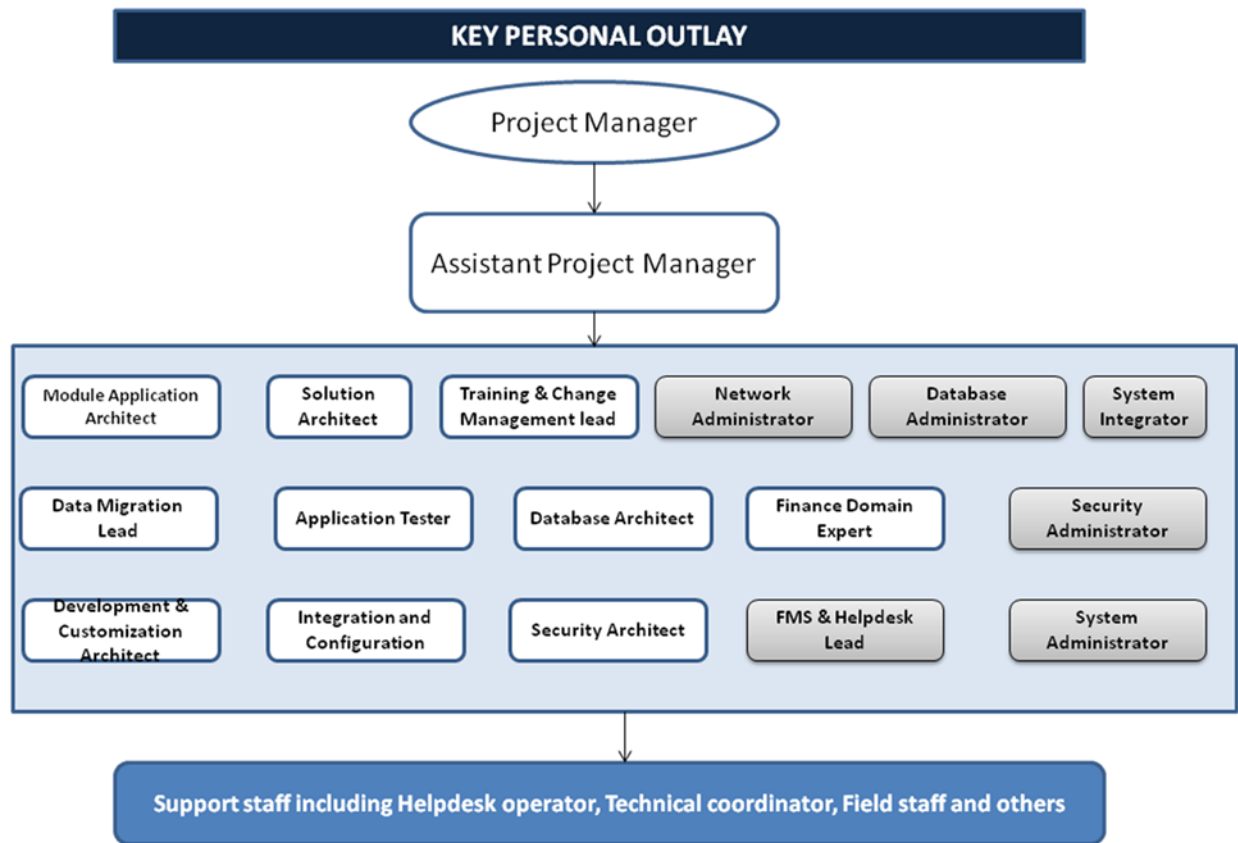 KEY PERSONAL OUTLAY
Project Manager
Assistant Project Manager
Module Application
Architect
Solution
Architect
Training & Change
Management lead
Network
Administrator
Database
Administrator
System
Integrator
Data Migration
Lead
Application Tester
Database Architect
Finance Domain
Expert
Security
Administrator
Development &
Customization
Architect
Integration and
Configuration
Security Architect
FMS & Helpdesk
Lead
System
Administrator
Support staff including Helpdesk operator, Technical coordinator, Field staff and others